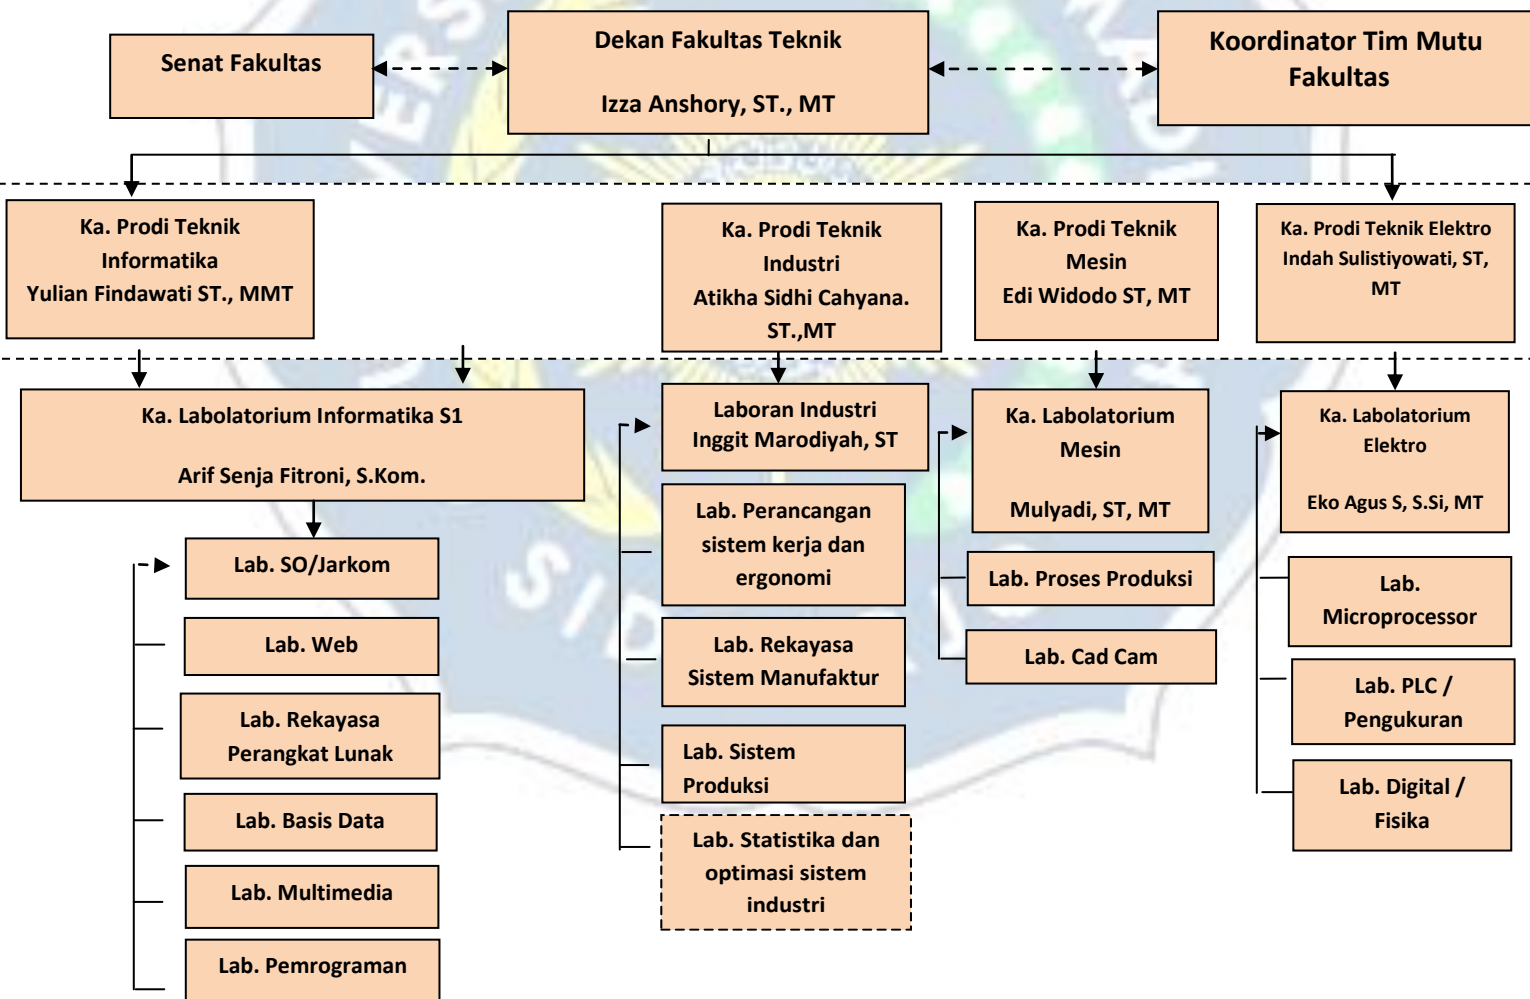 Senat Fakultas
Dekan Fakultas Teknik
Izza Anshory, ST., MT
Koordinator Tim Mutu
Fakultas
Ka. Prodi Teknik
Informatika
Yulian Findawati ST., MMT
Ka. Prodi Teknik
Industri
Atikha Sidhi Cahyana.
ST.,MT
Ka. Prodi Teknik
Mesin
Edi Widodo ST, MT
Ka. Prodi Teknik Elektro
Indah Sulistiyowati, ST,
MT
Ka. Labolatorium Informatika S1
Arif Senja Fitroni, S.Kom.
Laboran Industri
Inggit Marodiyah, ST
Ka. Labolatorium
Mesin
Mulyadi, ST, MT
Ka. Labolatorium
Elektro
Eko Agus S, S.Si, MT
Lab. SO/Jarkom
Lab. Web
Lab. Rekayasa
Perangkat Lunak
Lab. Basis Data
Lab. Multimedia
Lab. Pemrograman
Lab. Perancangan
sistem kerja dan
ergonomi
Lab. Rekayasa
Sistem Manufaktur
Lab. Sistem
Produksi
Lab. Statistika dan
optimasi sistem
industri
Lab. Proses Produksi
Lab. Cad Cam
Lab.
Microprocessor
Lab. PLC /
Pengukuran
Lab. Digital /
Fisika